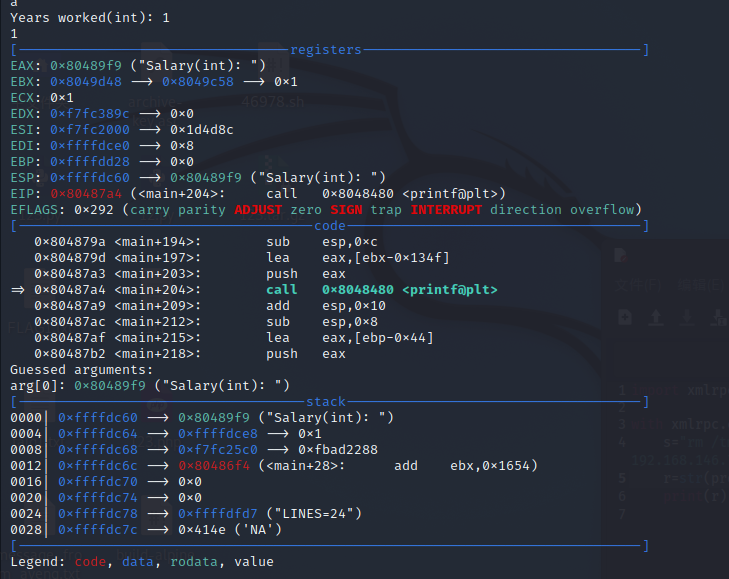 a
Years worked(int): 1
1
[----------------------------------registers-----------------------------------]
EAX: 0×80489f9 ("Salary(int): ")
EBX: 0×8049d48 --> 0×8049c58 --> 0×1
ECX: 0×1
EDX: 0×f7fc389c --> 0×0
ESI: 0×f7fc2000 --> 0×1d4d8c
EDI: 0×ffffdce0 --> 0×8
EBP: 0×ffffdd28 --> 0×0
ESP: 0×ffffdc60 --> 0×80489f9 ("Salary(int): ")
EIP: 0×80487a4 (<main+204>: call 0×8048480 <printf@plt>)
EFLAGS: 0×292 (carry parity ADJUST zero SIGN trap INTERRUPT direction overflow)
[-------------------------------------code-------------------------------------]
0×804879a <main+194>: sub esp,0×c
0×804879d <main+197>: lea eax,[ebx-0×134f]
0×80487a3 <main+203>: push eax
=> 0×80487a4 <main+204>: call 0×8048480 <printf@plt>
0×80487a9 <main+209>: add esp,0×10
0×80487ac <main+212>: sub esp,0×8
0×80487af <main+215>: lea eax,[ebp-0×44]
0×80487b2 <main+218>: push eax
Guessed arguments:
arg[0]: 0×80489f9 ("Salary(int): ")
[------------------------------------stack-------------------------------------]
0000| 0×ffffdc60 --> 0×80489f9 ("Salary(int): ")
0004| 0×ffffdc64 --> 0×ffffdce8 --> 0×1
0008| 0×ffffdc68 --> 0×f7fc25c0 --> 0×fbad2288
0012| 0×ffffdc6c --> 0×80486f4 (<main+28>: add ebx,0×1654)
0016| 0×ffffdc70 --> 0×0
0020| 0×ffffdc74 --> 0×0
0024| 0×ffffdc78 --> 0×ffffdfd7 ("LINES=24")
0028| 0×ffffdc7c --> 0×414e ('NA')
[------------------------------------------------------------------------------]
Legend: code, data, rodata, value
46978.sh